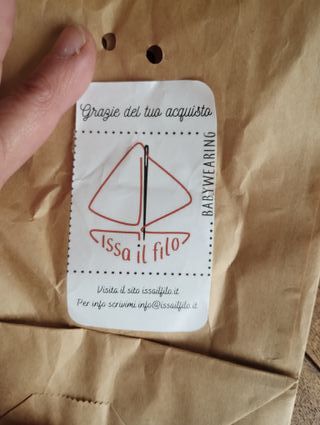 Grazie del tuo acquisto
BABYWEARING
issa il filo
Visita il sito issailfilo.it
Per info scrivimi info@issailfilo.it